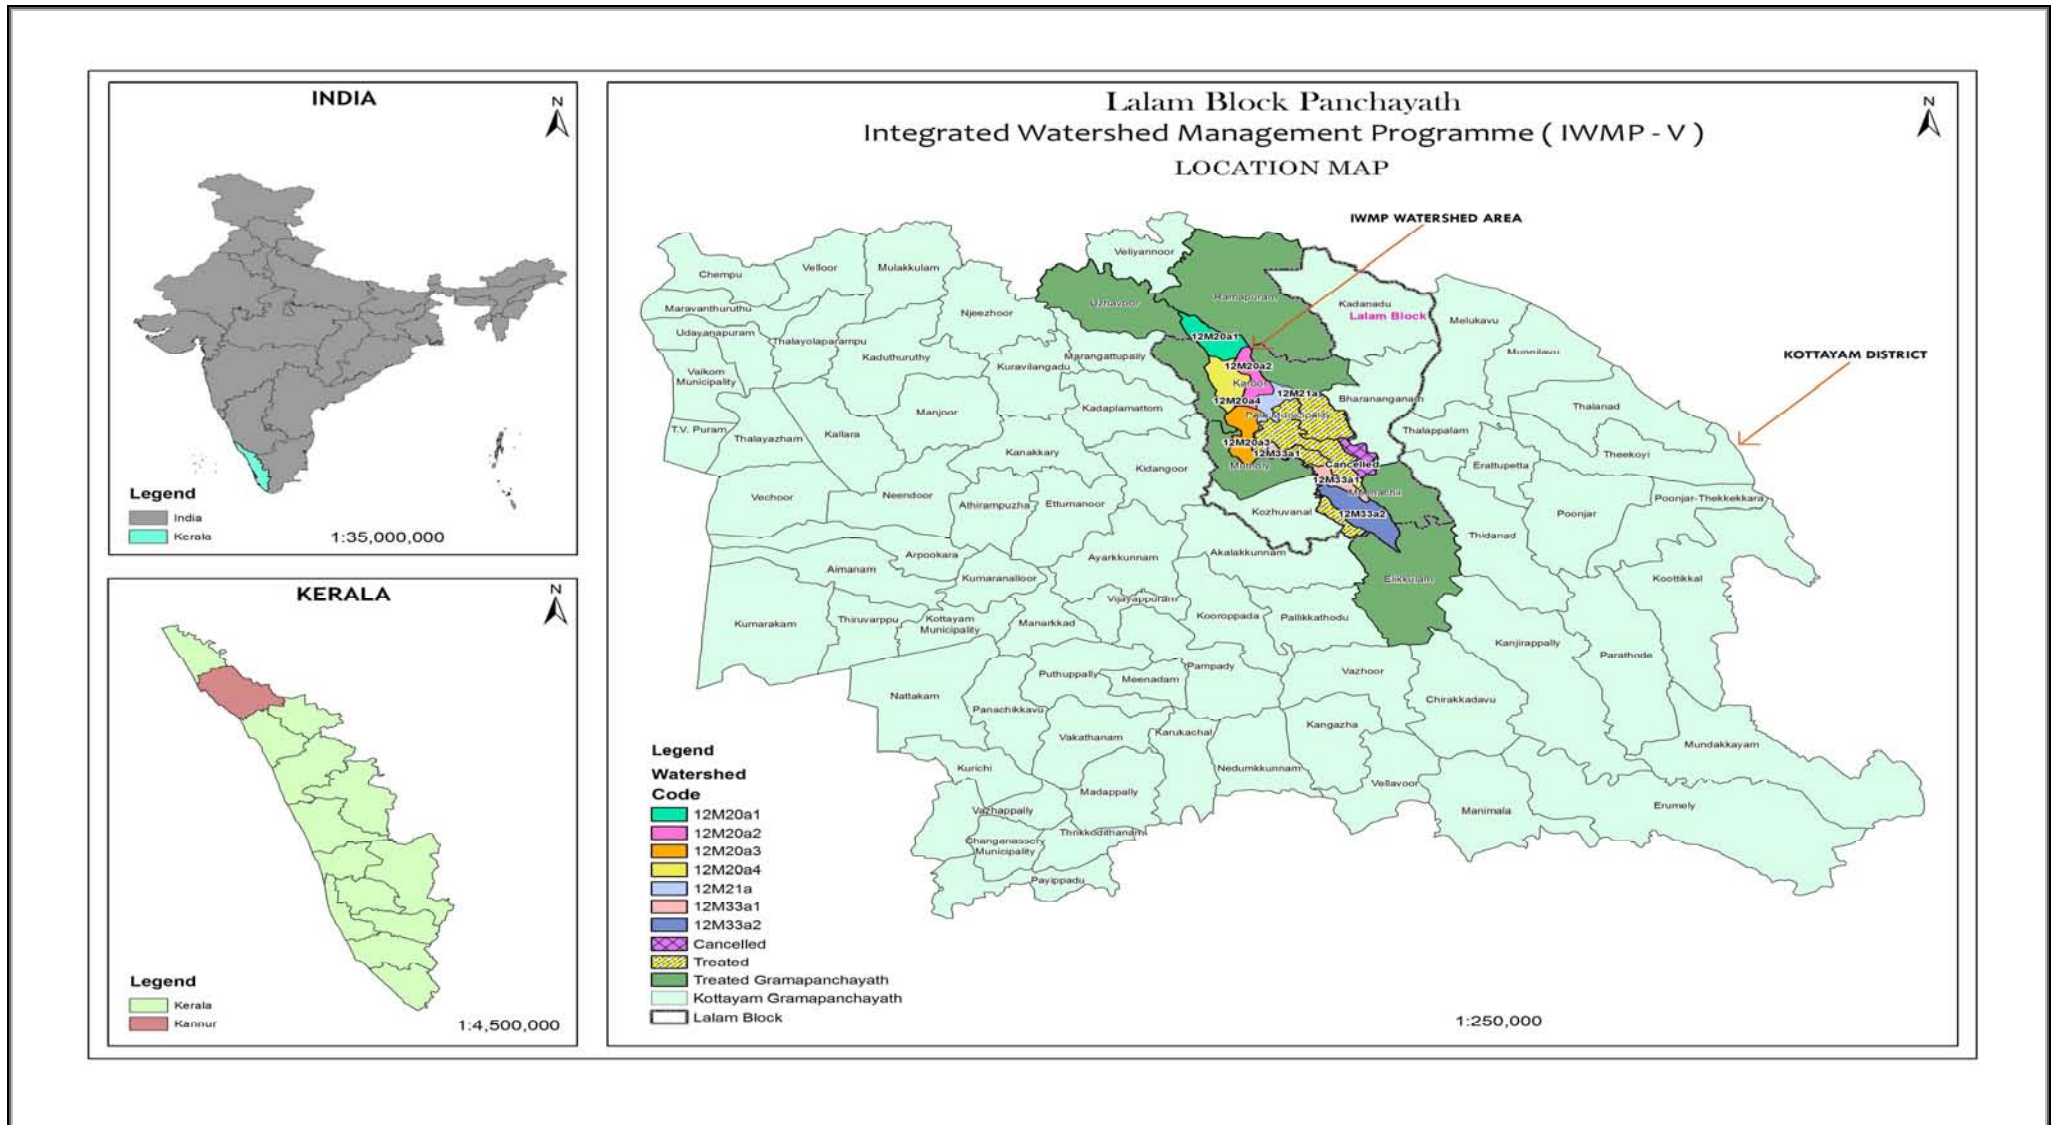 INDIA
N
Legend
India
Kerala
1:35,000,000
KERALA
N
Legend
Kerala
Kannur
1:4,500,000
Lalam Block Panchayath
Integrated Watershed Management Programme ( IWMP - V )
LOCATION MAP
N
IWMP WATERSHED AREA
KOTTAYAM DISTRICT
Veliyannoor
Chempu
Velloor
Mulakkulam
Uzhavoor
Ramapuram
Kadanadu
Lalam Block
Maravanthuruthu
Njeezhoor
Melukavu
Udayanapuram
Thalayolaparampu
12M20a1
Kaduthuruthy
Marangattupally
Kuravilangadu
12M20a2
Munnilavu
Vaikom
Municipality
Karoor
12M21a
Bharananganam
12M20a4
Kadaplamattom
Manjoor
Pala Municipality
Thalanad
T.V. Puram
Thalayazham
Kallara
Thalappalam
12M20a3
Kanakkary
12M33a1
Theekoyi
Kidangoor
Mutholy
Cancelled
Erattupetta
12M33a1
Meenachil
Vechoor
Neendoor
Athirampuzha
Ettumanoor
Poonjar-Thekkekkara
Kozhuvanal
12M33a2
Poonjar
Thidanad
Arpookara
Ayarkkunnam
Akalakkunnam
Aimanam
Kumaranalloor
Elikkulam
Koottikkal
Vijayappuram
Kumarakam
Thiruvarppu
Kottayam
Municipality
Manarkkad
Kooroppada
Pallikkathodu
Kanjirappally
Parathode
Pampady
Puthuppally
Meenadam
Vazhoor
Nattakam
Panachikkavu
Chirakkadavu
Vakathanam
Karukachal
Kangazha
Mundakkayam
Kurichi
Nedumkkunnam
Vellavoor
Madappally
Vazhappally
Manimala
Erumely
Thrikkodithanam
Changanassery
Municipality
Payippadu
Legend
Watershed
Code
12M20a1
12M20a2
12M20a3
12M20a4
12M21a
12M33a1
12M33a2
Cancelled
Treated
Treated Gramapanchayath
Kottayam Gramapanchayath
Lalam Block
1:250,000